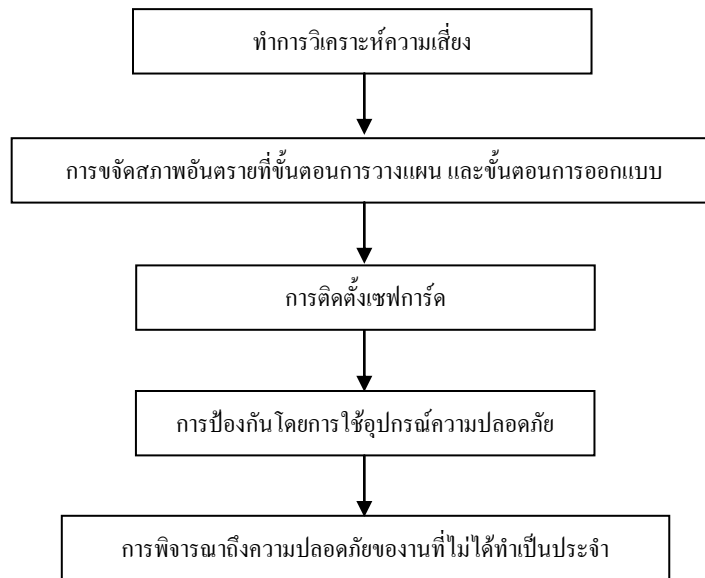 ทำการวิเคราะห์ความเสี่ยง
การขจัดสภาพอันตรายที่ขั้นตอนการวางแผน และขั้นตอนการออกแบบ
การติดตั้งเซฟการ์ด
การป้องกันโดยการใช้อุปกรณ์ความปลอดภัย
การพิจารณาถึงความปลอดภัยของงานที่ไม่ได้ทำเป็นประจำ